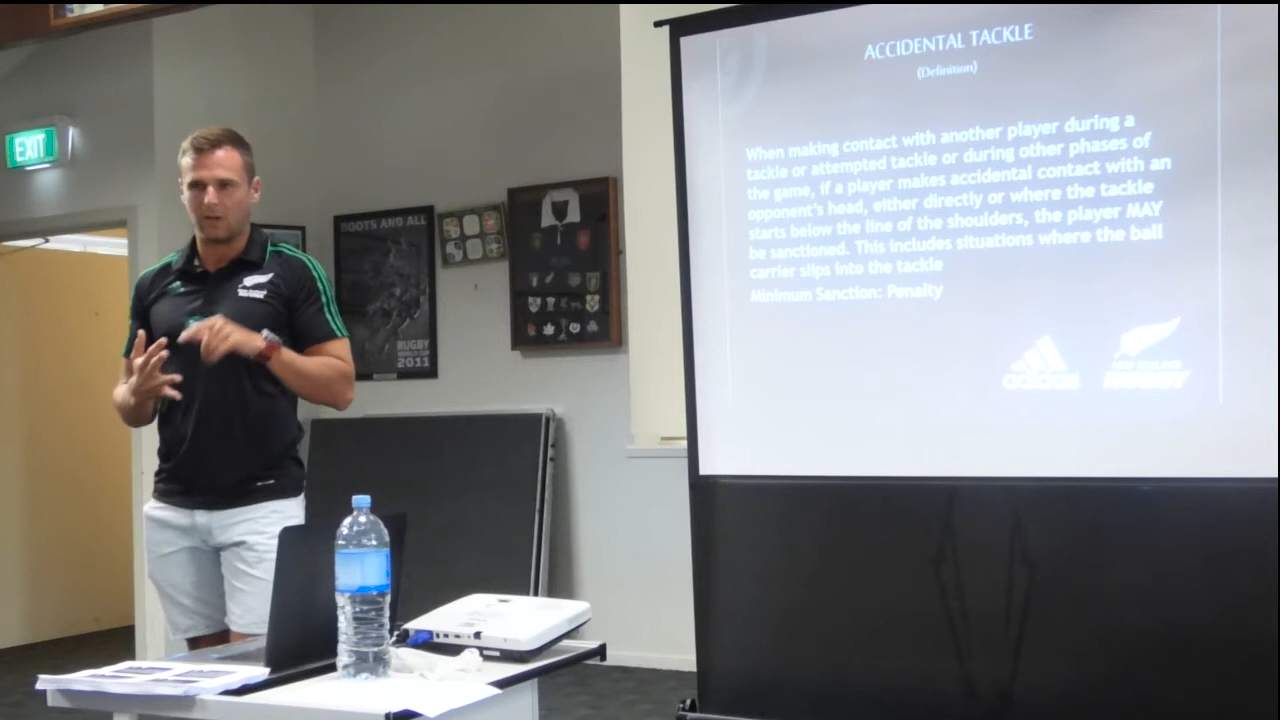 EXIT
BOOTS AND ALL
RUGBY
WORLD CUP
2011
ACCIDENTAL TACKLE
(Definition)
When making contact with another player during a
tackle or attempted tackle or during other phases of
the game, if a player makes accidental contact with an
opponent's head, either directly or where the tackle
starts below the line of the shoulders, the player MAY
be sanctioned. This includes situations where the ball
carrier slips into the tackle
Minimum Sanction: Penalty
adidas
NEW ZEALAND
RUGBY